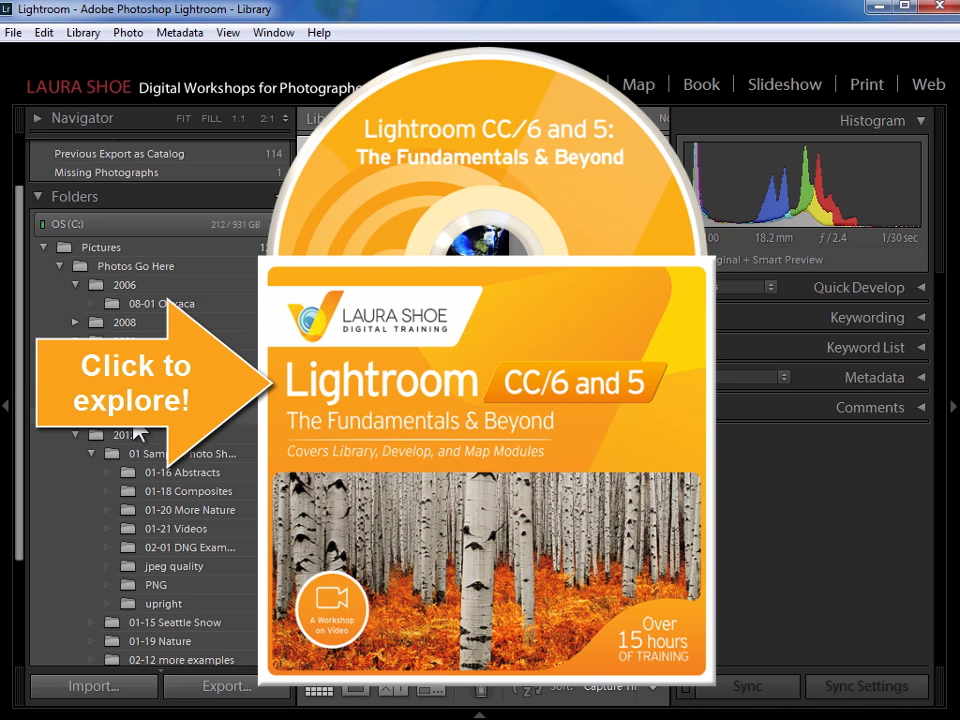 Lightroom - Adobe Photoshop Lightroom - Library
File Edit Library Photo Metadata View Window Help
LAURA SHOE Digital Workshops for Photographe
Map Book Slideshow Print Web
Navigator FIT FILL 1:1 2:1
Histogram
Previous Export as Catalog 114
Missing Photographs 1
Folders
OS (C:) 212 / 931 GB
18.2 mm ƒ / 2.4 1/30 sec
Pictures
Photos Go Here
2006
08-01
2008
01 Sam
01-16 Abstracts
01-18 Composites
01-20 More Nature
01-21 Videos
02-01 DNG Exam...
jpeg quality
PNG
upright
01-15 Seattle Snow
01-19 Nature
02-12 more examples
Import... Export...
Click to
explore!
Lightroom CC/6 and 5:
The Fundamentals & Beyond
LAURA SHOE
DIGITAL TRAINING
Lightroom CC/6 and 5
The Fundamentals & Beyond
Covers Library, Develop, and Map Modules
A Workshop
on Video
Over
15 hours
OF TRAINING
+ Smart Preview
Quick Develop
Keywording
Keyword List
Metadata
Comments
Sort:
Sync Sync Settings